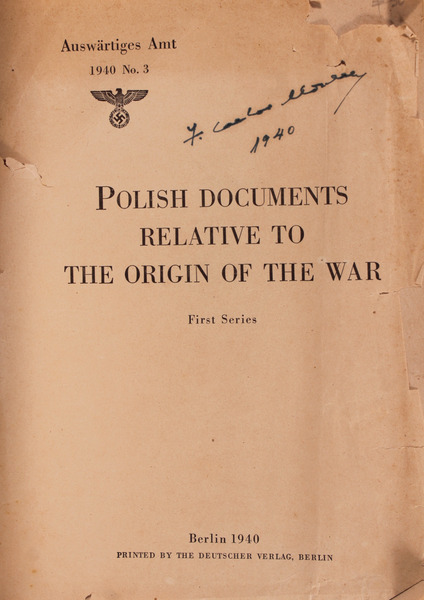 Auswärtiges Amt
1940 No. 3
1940
POLISH DOCUMENTS
RELATIVE TO
THE ORIGIN OF THE WAR
First Series
Berlin 1940
PRINTED BY THE DEUTSCHER VERLAG, BERLIN